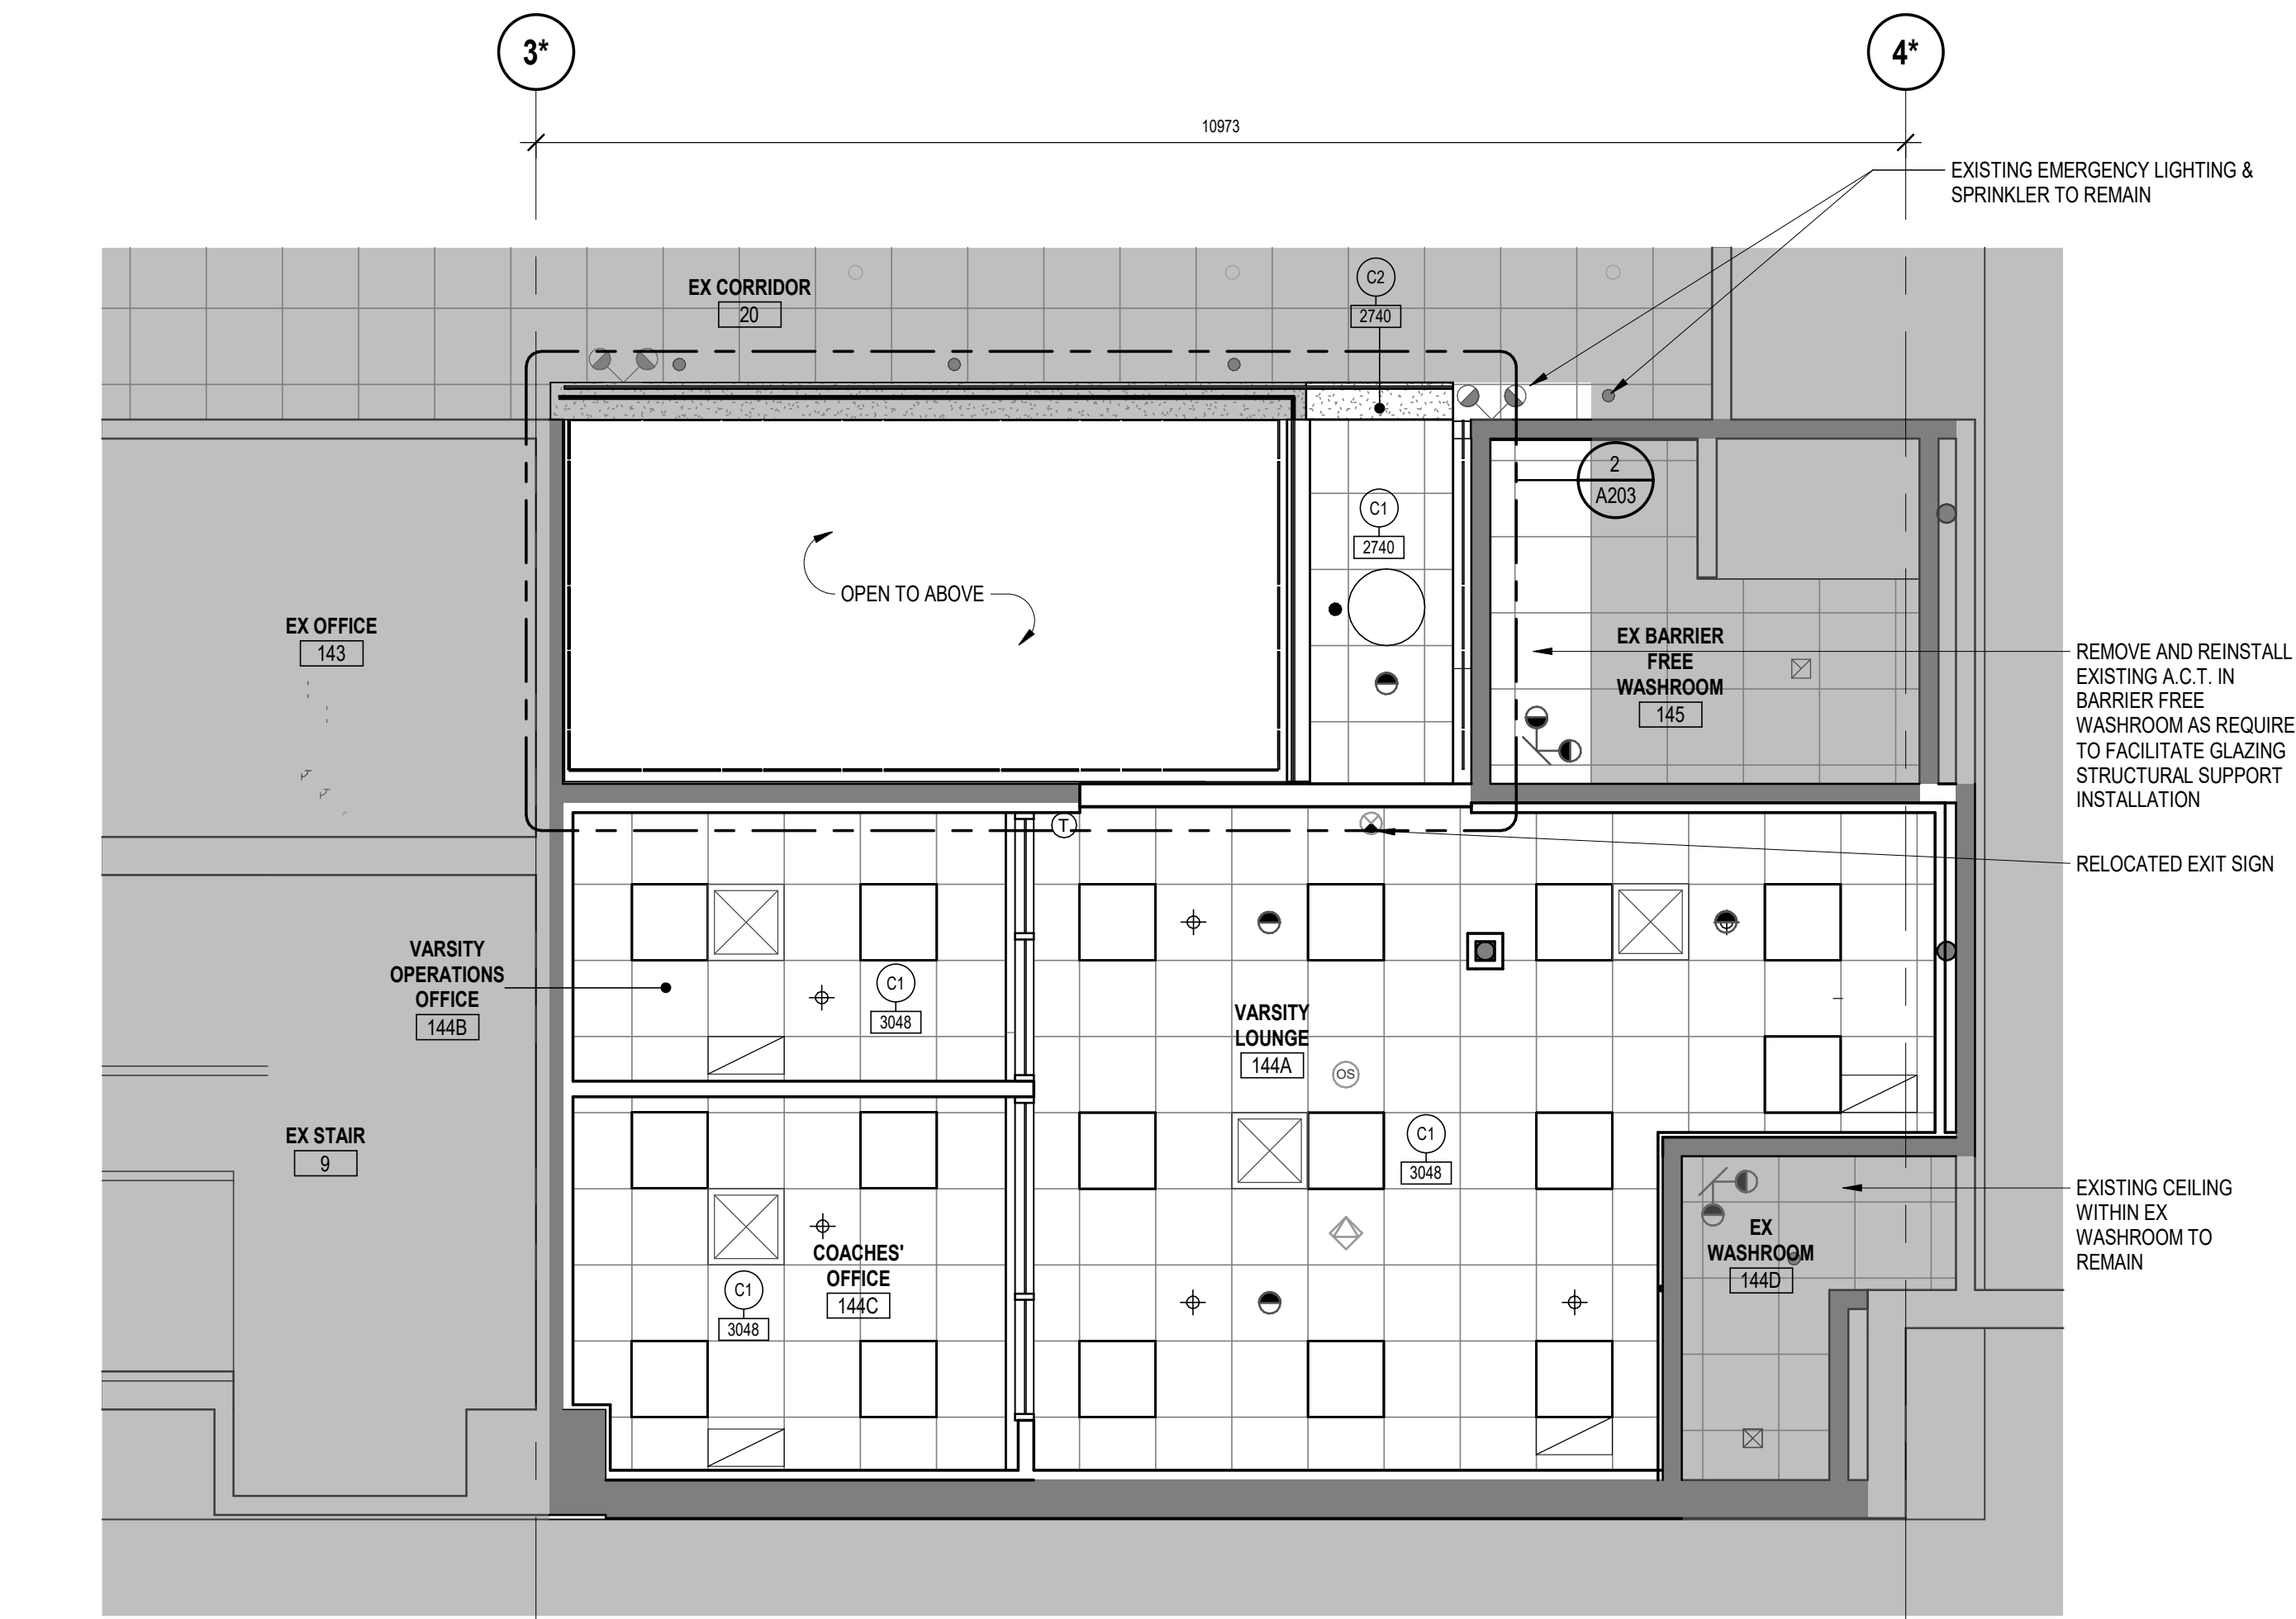 3*
4*
10973
EXISTING EMERGENCY LIGHTING &
SPRINKLER TO REMAIN
EX CORRIDOR
20
C2
2740
2
A203
C1
2740
OPEN TO ABOVE
EX OFFICE
143
EX BARRIER
FREE
WASHROOM
145
REMOVE AND REINSTALL
EXISTING A.C.T. IN
BARRIER FREE
WASHROOM AS REQUIRE
TO FACILITATE GLAZING
STRUCTURAL SUPPORT
INSTALLATION
T
RELOCATED EXIT SIGN
VARSITY
OPERATIONS
OFFICE
144B
C1
3048
VARSITY
LOUNGE
144A
OS
C1
3048
EX STAIR
9
EXISTING CEILING
WITHIN EX
WASHROOM TO
REMAIN
EX
WASHROOM
144D
COACHES'
OFFICE
144C
C1
3048